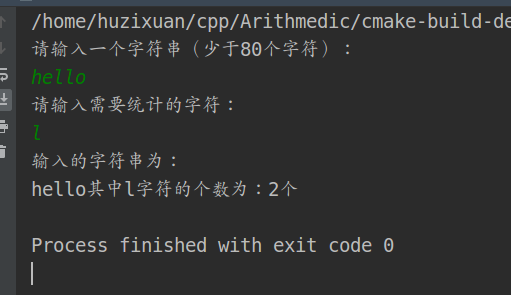 /home/huzixuan/cpp/Arithmedic/cmake-build-de
请输入一个字符串（少于80个字符）：
hello
请输入需要统计的字符：
l
输入的字符串为：
hello其中l字符的个数为：2个
Process finished with exit code 0